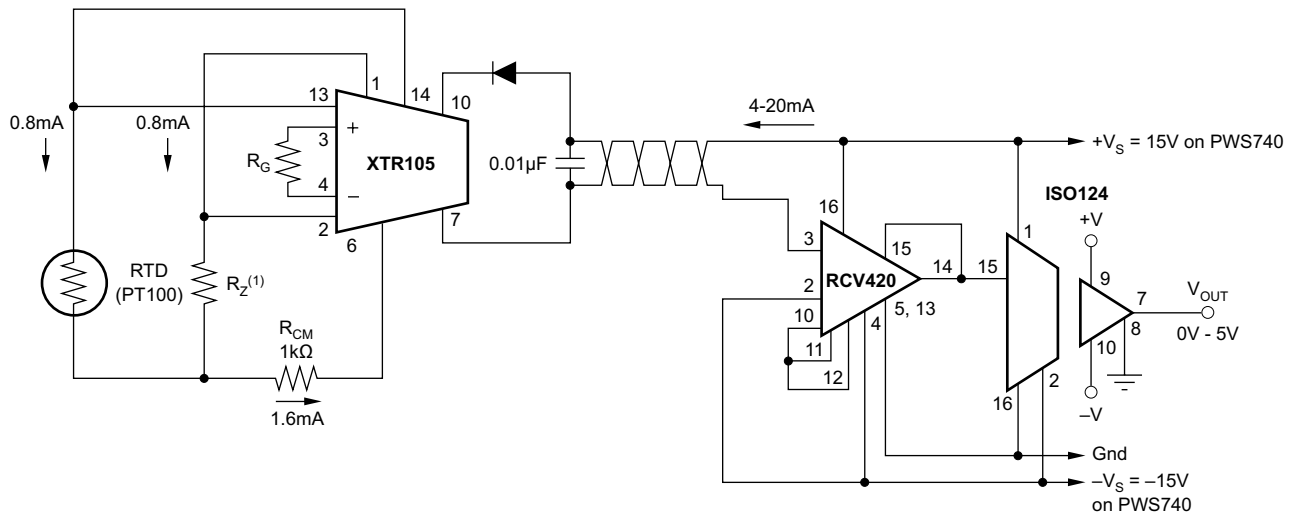 0.8mA
0.8mA
13
1
14
10
3
+
R_G
XTR105
4
−
2
6
7
0.01µF
4-20mA
+V_S = 15V on PWS740
ISO124
+V
16
1
3
15
15
9
RCV420
14
2
10
5, 13
4
11
12
7
V_OUT
8
0V - 5V
10
2
16
−V
RTD
(PT100)
R_Z^(1)
R_CM
1kΩ
1.6mA
Gnd
−V_S = −15V
on PWS740